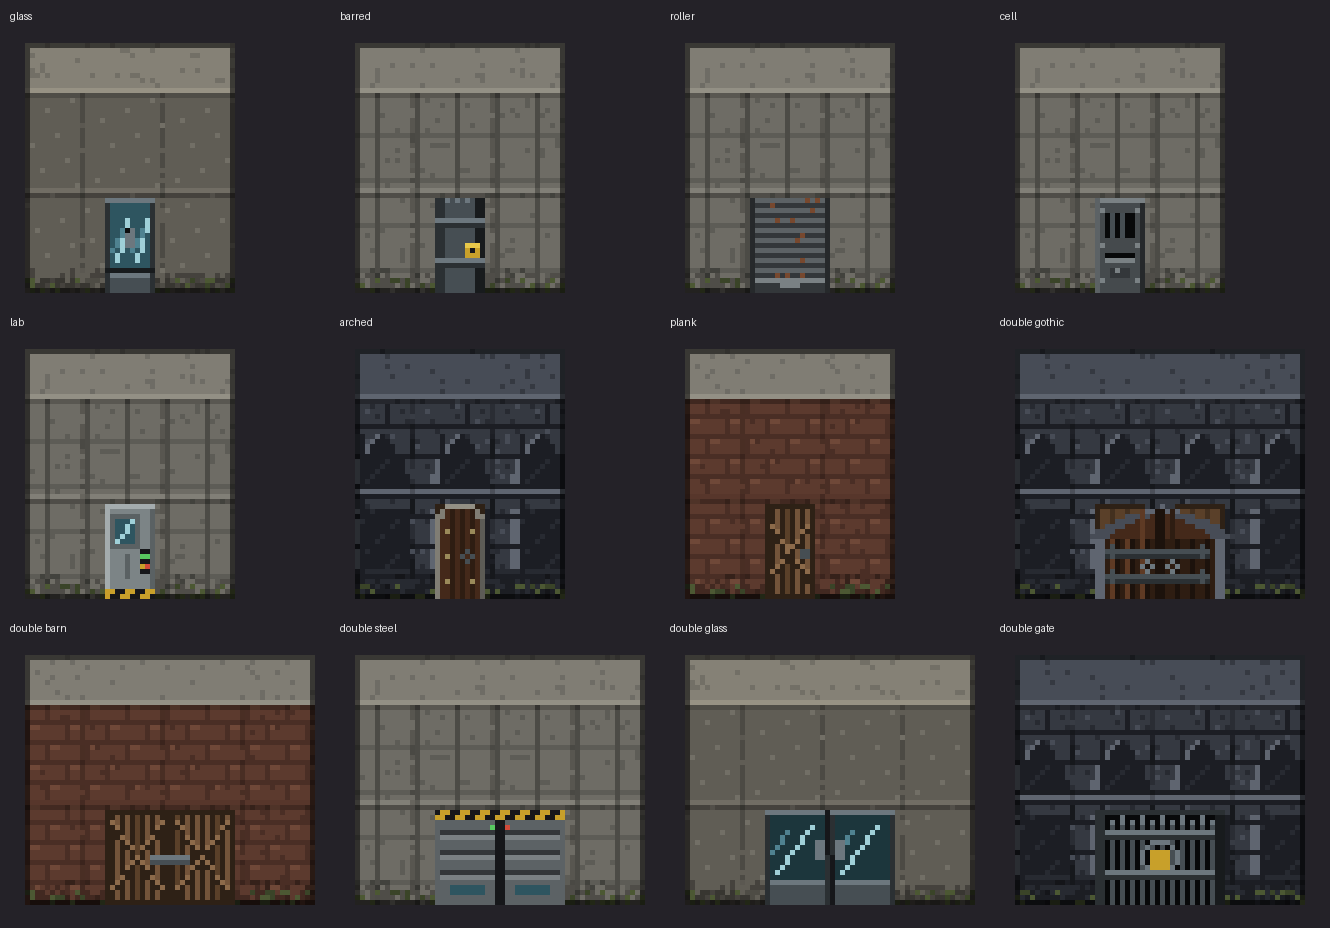 glass
barred
roller
cell
lab
arched
plank
double gothic
double barn
double steel
double glass
double gate